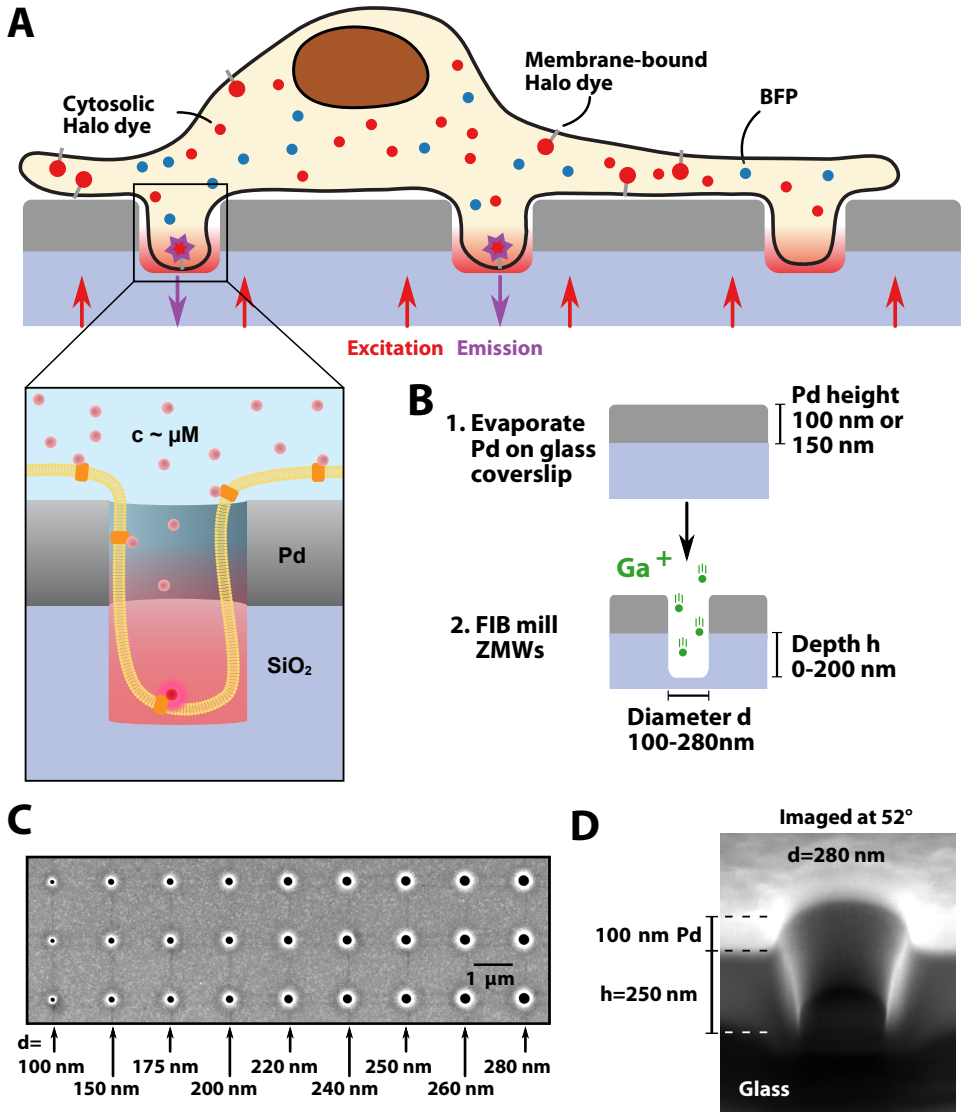 A
Cytosolic
Halo dye
Membrane-bound
Halo dye
BFP
Excitation Emission
c ~ μM
Pd
SiO₂
B
1. Evaporate
Pd on glass
coverslip
Pd height
100 nm or
150 nm
Ga +
2. FIB mill
ZMWs
Depth h
0-200 nm
Diameter d
100-280nm
C
1 μm
d=
100 nm
150 nm
175 nm
200 nm
220 nm
240 nm
250 nm
260 nm
280 nm
D
Imaged at 52°
d=280 nm
100 nm Pd
h=250 nm
Glass